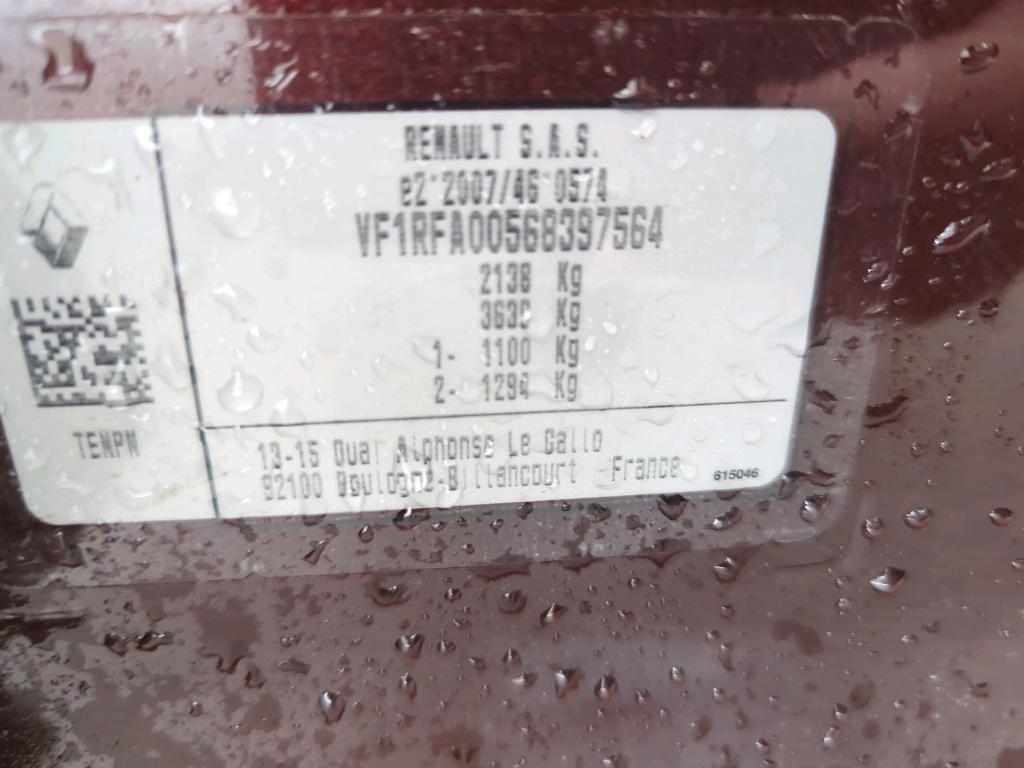 RENAULT S.A.S.
e2*2007/46*0574
VF1RFA00568397564
2138 Kg
3639 Kg
1- 1100 Kg
2- 1294 Kg
TENPN
13-15 Quai Alphonse Le Gallo
92100 Boulogne-Billancourt France
615046